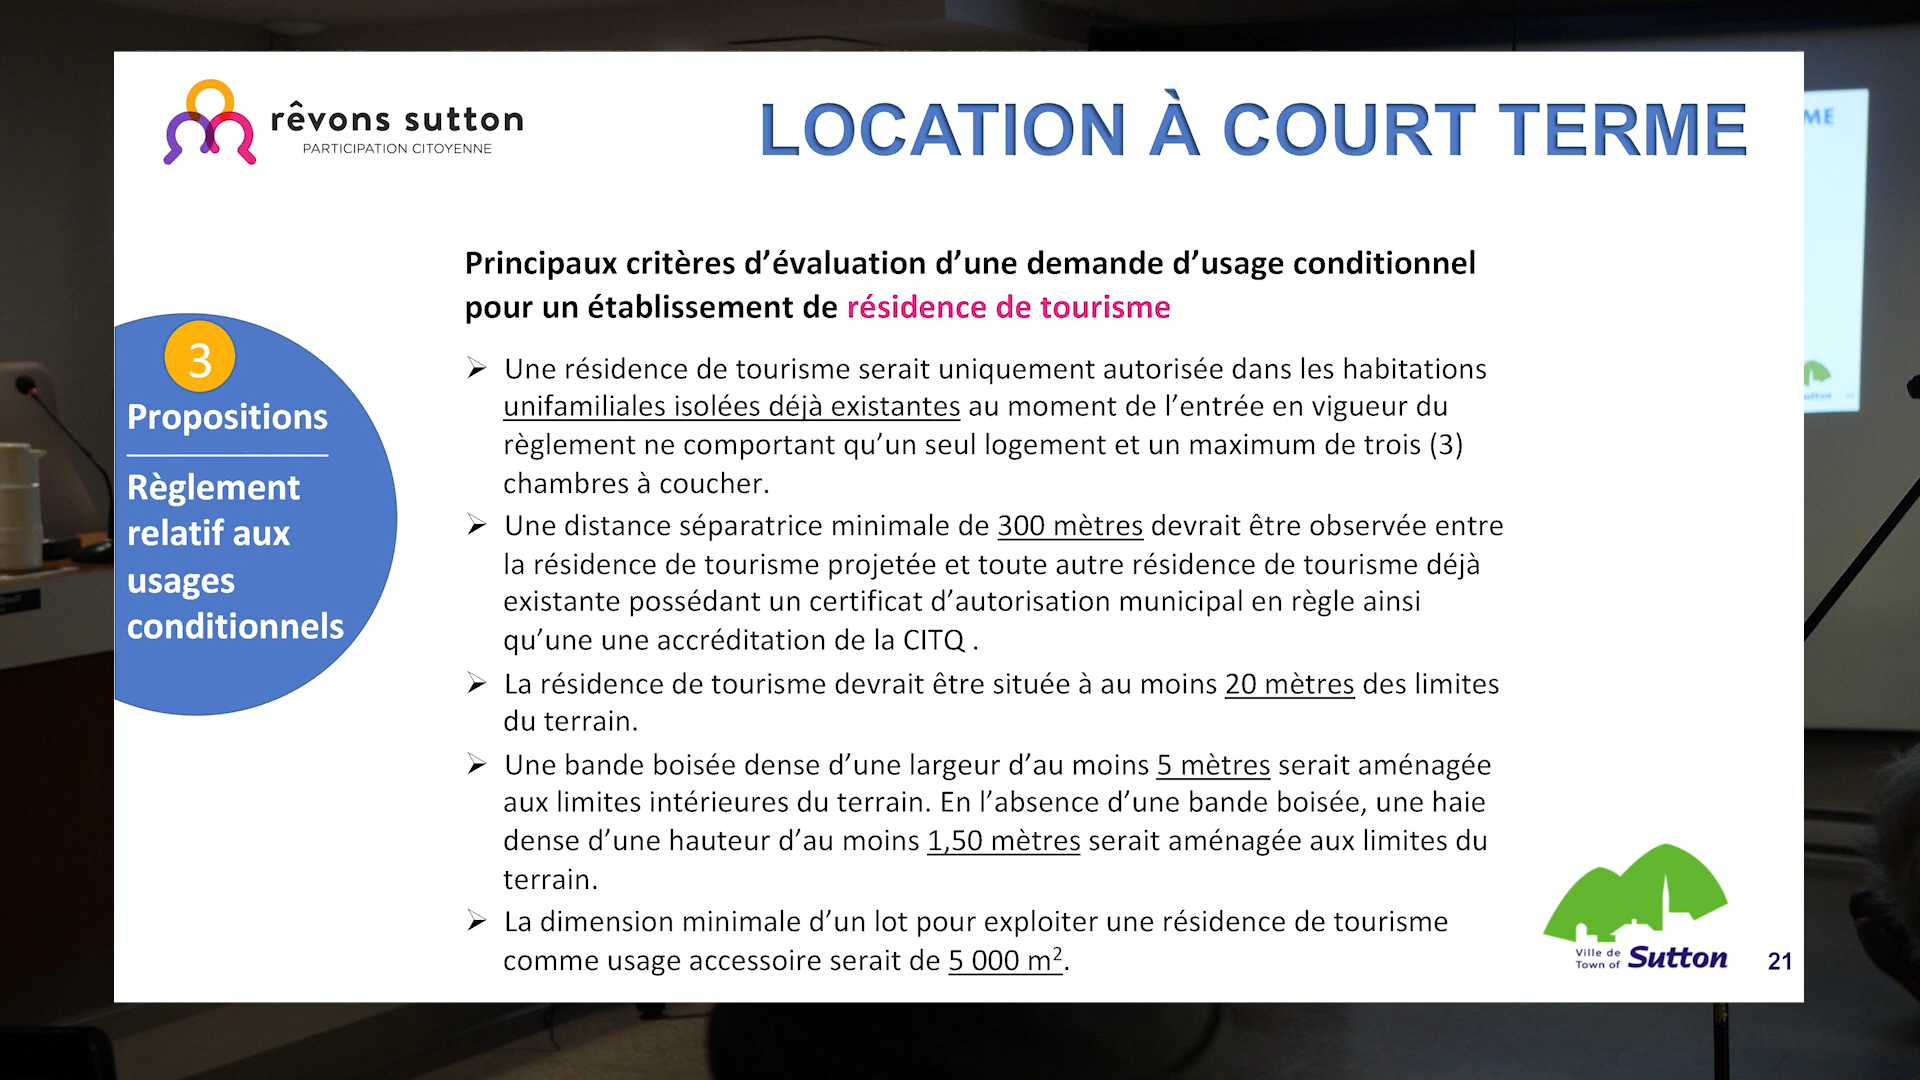 rêvons sutton
PARTICIPATION CITOYENNE
LOCATION À COURT TERME
Principaux critères d’évaluation d’une demande d’usage conditionnel
pour un établissement de résidence de tourisme
3
Propositions
Règlement
relatif aux
usages
conditionnels
➢ Une résidence de tourisme serait uniquement autorisée dans les habitations
unifamiliales isolées déjà existantes au moment de l’entrée en vigueur du
règlement ne comportant qu’un seul logement et un maximum de trois (3)
chambres à coucher.
➢ Une distance séparatrice minimale de 300 mètres devrait être observée entre
la résidence de tourisme projetée et toute autre résidence de tourisme déjà
existante possédant un certificat d’autorisation municipal en règle ainsi
qu’une une accréditation de la CITQ .
➢ La résidence de tourisme devrait être située à au moins 20 mètres des limites
du terrain.
➢ Une bande boisée dense d’une largeur d’au moins 5 mètres serait aménagée
aux limites intérieures du terrain. En l’absence d’une bande boisée, une haie
dense d’une hauteur d’au moins 1,50 mètres serait aménagée aux limites du
terrain.
➢ La dimension minimale d’un lot pour exploiter une résidence de tourisme
comme usage accessoire serait de 5 000 m².
Ville de
Town of Sutton
21
ME
Sutton